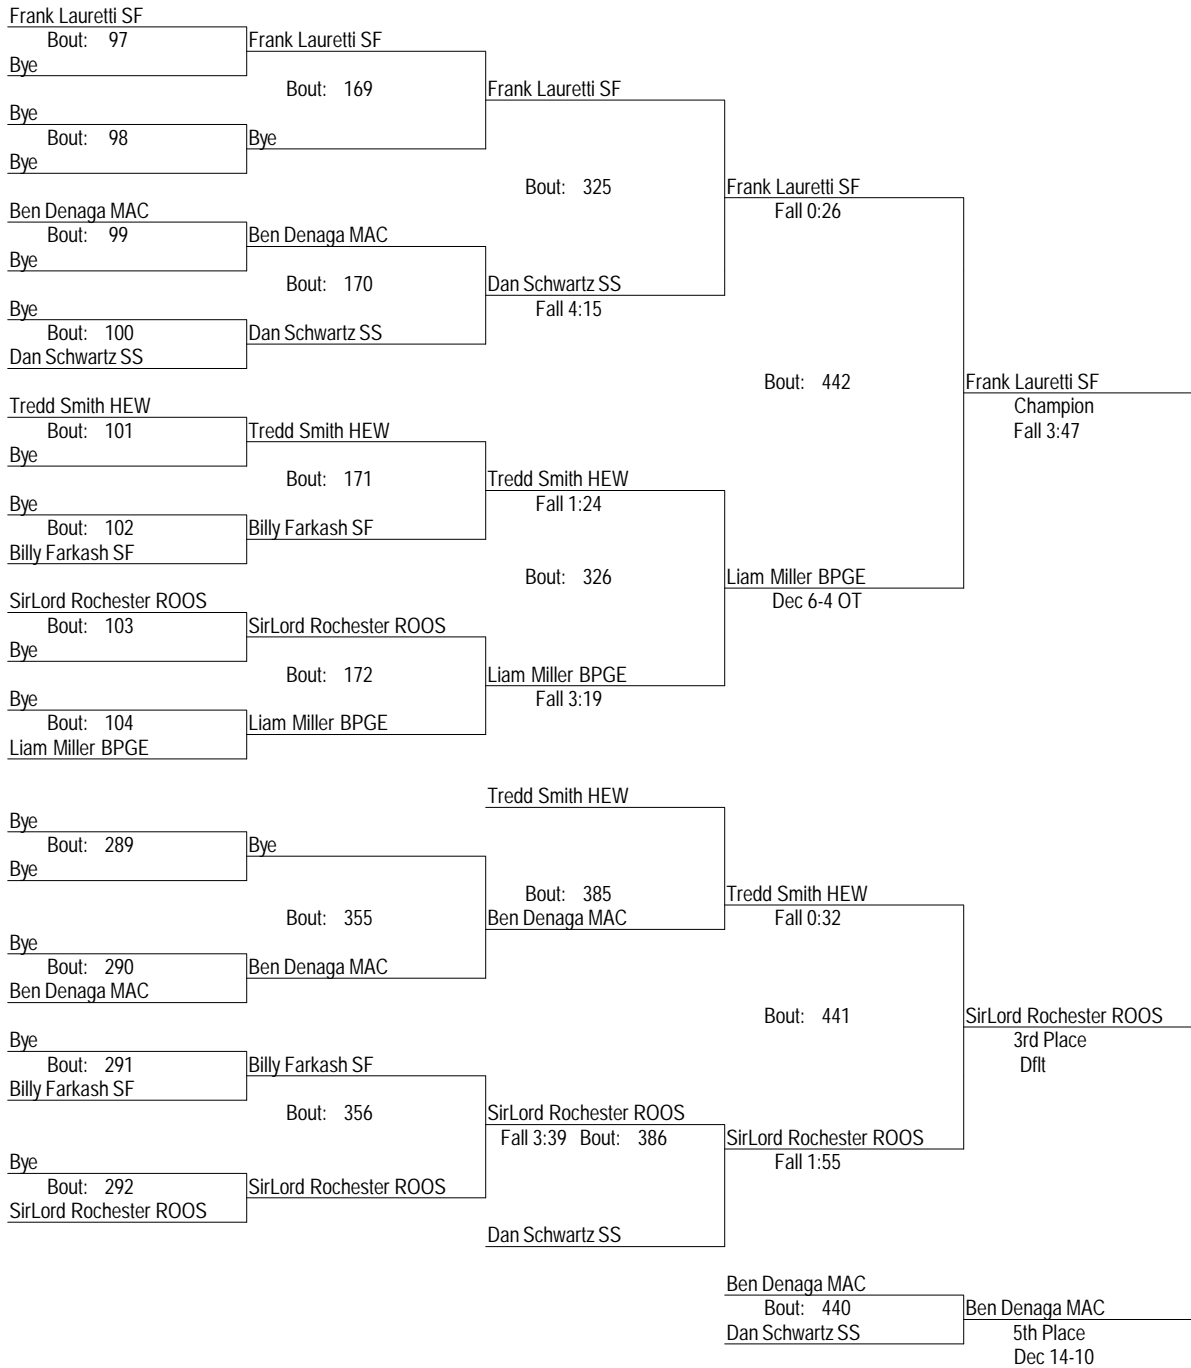 Frank Lauretti SF
Bout: 97
Frank Lauretti SF
Bye
Bout: 169
Frank Lauretti SF
Bye
Bout: 98
Bye
Bye
Bout: 325
Frank Lauretti SF
Fall 0:26
Ben Denaga MAC
Bout: 99
Ben Denaga MAC
Bye
Bout: 170
Dan Schwartz SS
Fall 4:15
Bye
Bout: 100
Dan Schwartz SS
Dan Schwartz SS
Bout: 442
Frank Lauretti SF
Champion
Fall 3:47
Tredd Smith HEW
Bout: 101
Tredd Smith HEW
Bye
Bout: 171
Tredd Smith HEW
Fall 1:24
Bye
Bout: 102
Billy Farkash SF
Billy Farkash SF
Bout: 326
Liam Miller BPGE
Dec 6-4 OT
SirLord Rochester ROOS
Bout: 103
SirLord Rochester ROOS
Bye
Bout: 172
Liam Miller BPGE
Fall 3:19
Bye
Bout: 104
Liam Miller BPGE
Liam Miller BPGE
Tredd Smith HEW
Bye
Bout: 289
Bye
Bye
Bout: 385
Tredd Smith HEW
Fall 0:32
Bout: 355
Ben Denaga MAC
Bye
Bout: 290
Ben Denaga MAC
Ben Denaga MAC
Bout: 441
SirLord Rochester ROOS
3rd Place
Dflt
Bye
Bout: 291
Billy Farkash SF
Billy Farkash SF
Bout: 356
SirLord Rochester ROOS
Fall 3:39 Bout: 386
SirLord Rochester ROOS
Fall 1:55
Bye
Bout: 292
SirLord Rochester ROOS
SirLord Rochester ROOS
Dan Schwartz SS
Ben Denaga MAC
Bout: 440
Ben Denaga MAC
Dan Schwartz SS
5th Place
Dec 14-10